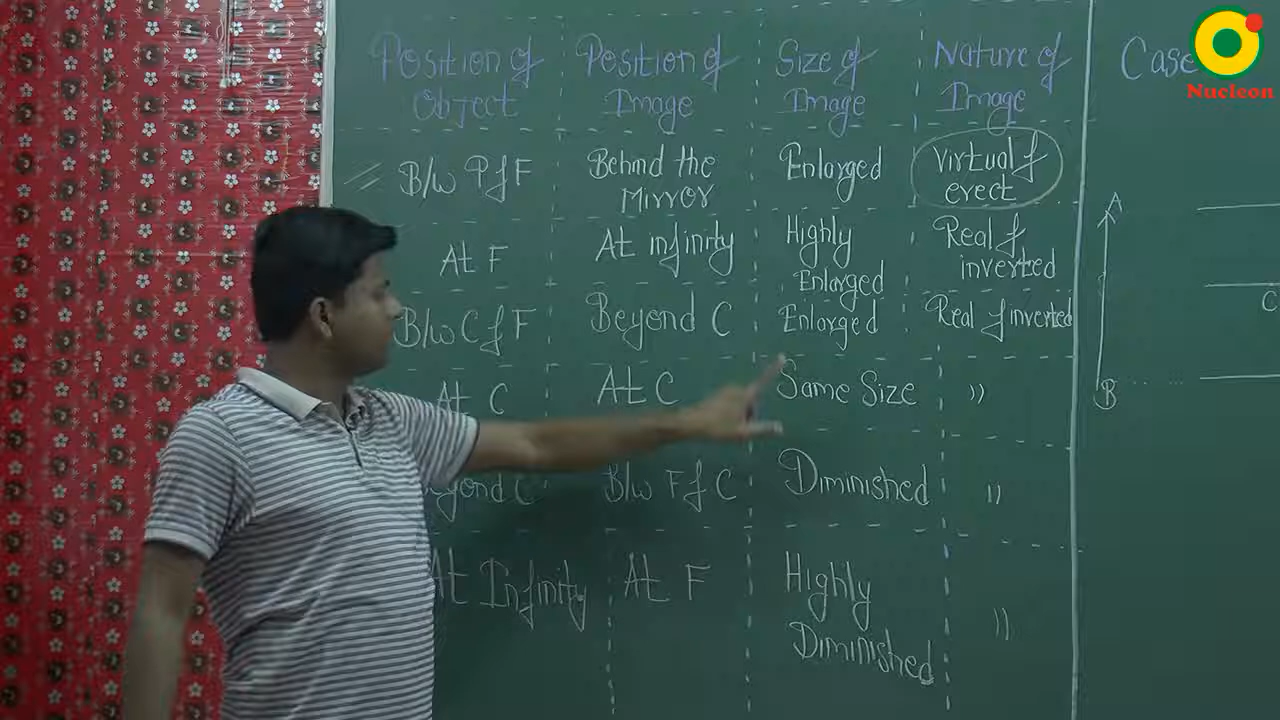 Position of Object
Position of Image
Size of Image
Nature of Image
B/w P & F
Behind the Mirror
Enlarged
Virtual & erect
At F
At infinity
Highly Enlarged
Real & inverted
B/w C & F
Beyond C
Enlarged
Real & inverted
At C
At C
Same Size
"
Beyond C
B/w F & C
Diminished
"
At Infinity
At F
Highly Diminished
"
Case
Nucleon
A
B
C